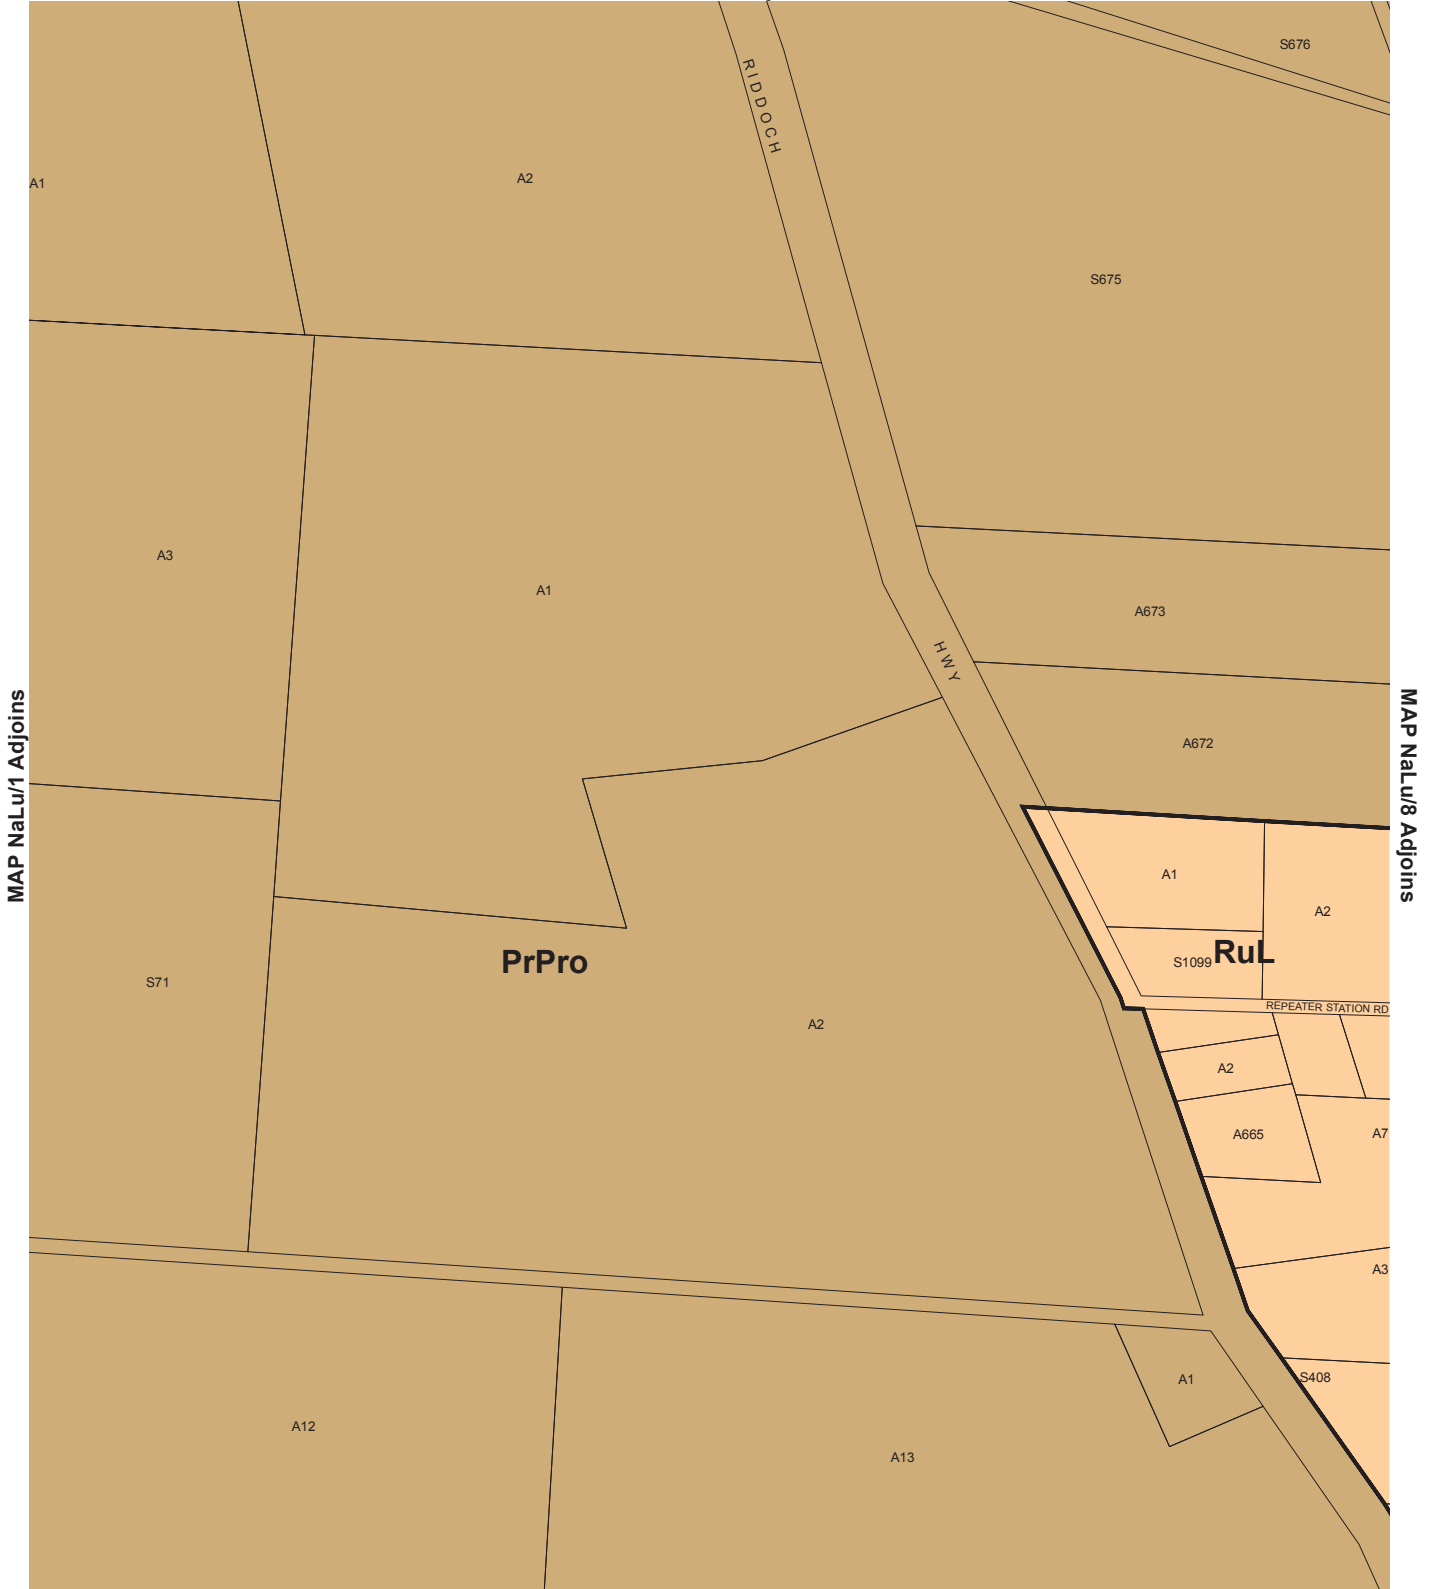 S676
RIDDOCH
A1
A2
S675
A3
A1
A673
HWY
A672
MAP NaLu/1 Adjoins
MAP NaLu/8 Adjoins
A1
A2
PrPro
RuL
S1099
S71
REPEATER STATION RD
A2
A2
A665
A7
A3
A1
S408
A12
A13